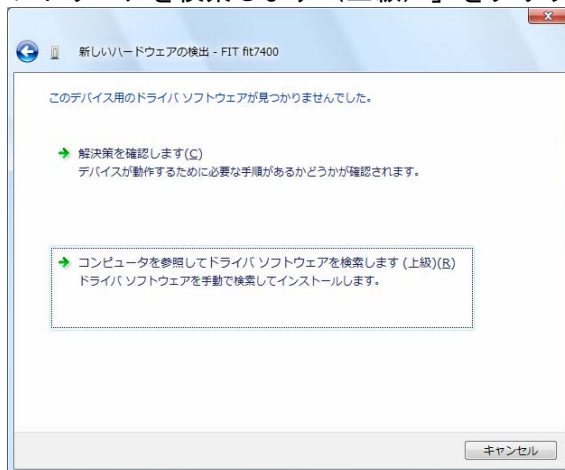 新しいハードウェアの検出 - FIT fit7400
このデバイス用のドライバ ソフトウェアが見つかりませんでした。
解決策を確認します(C)
デバイスが動作するために必要な手順があるかどうかが確認されます。
コンピュータを参照してドライバ ソフトウェアを検索します (上級)(R)
ドライバ ソフトウェアを手動で検索してインストールします。
キャンセル